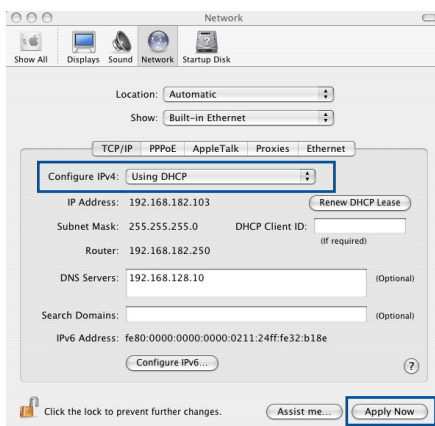 Network
Show All Displays Sound Network Startup Disk
Location: Automatic
Show: Built-in Ethernet
TCP/IP PPPoE AppleTalk Proxies Ethernet
Configure IPv4: Using DHCP
IP Address: 192.168.182.103 Renew DHCP Lease
Subnet Mask: 255.255.255.0 DHCP Client ID:
(If required)
Router: 192.168.182.250
DNS Servers: 192.168.128.10 (Optional)
Search Domains: (Optional)
IPv6 Address: fe80:0000:0000:0000:0211:24ff:fe32:b18e
Configure IPv6... ?
Click the lock to prevent further changes. Assist me... Apply Now